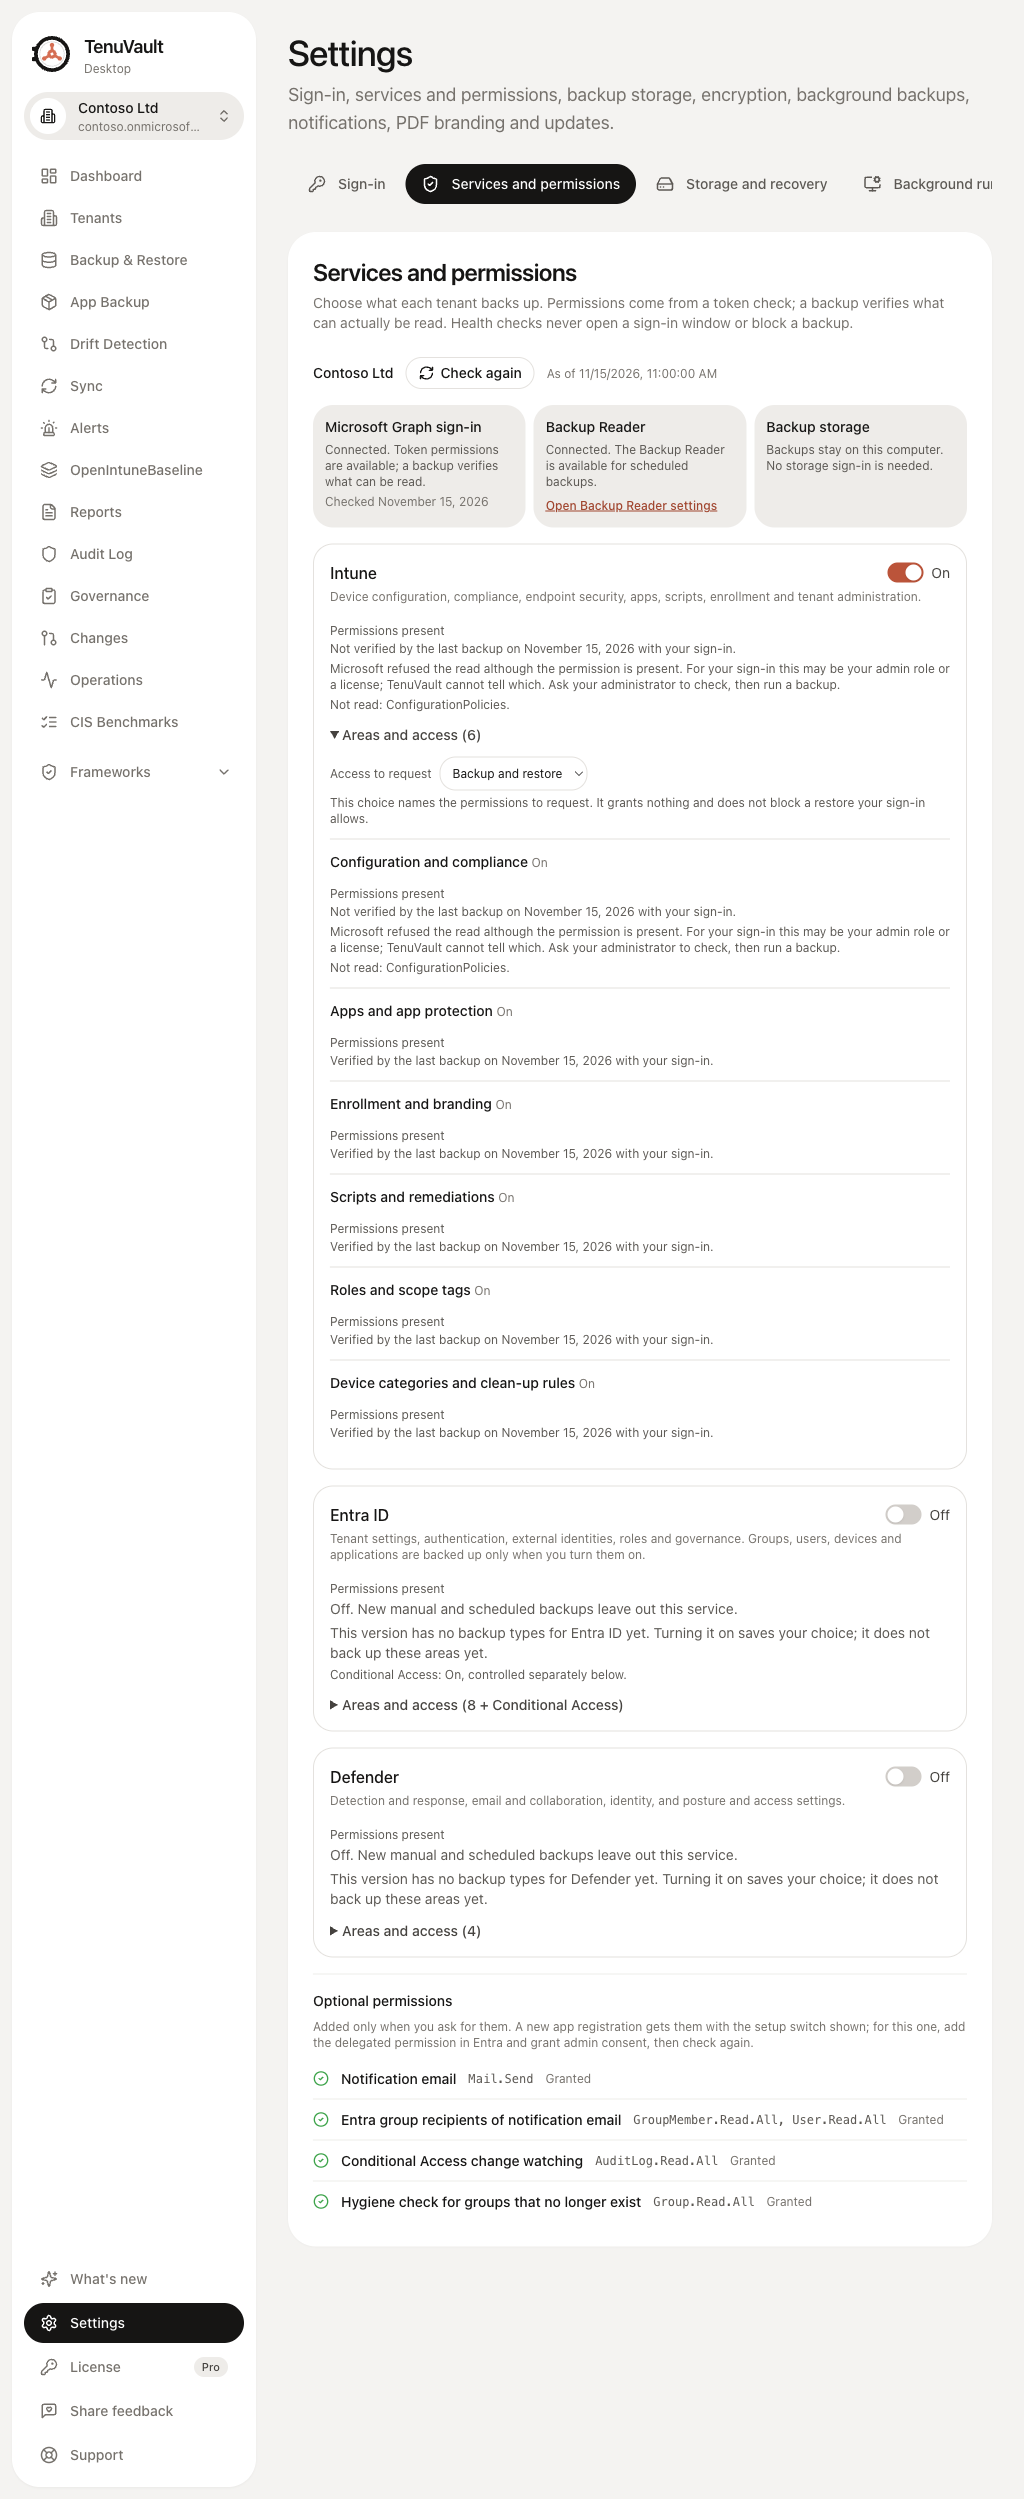 TenuVault
Desktop
Contoso Ltd
contoso.onmicrosof...
Dashboard
Tenants
Backup & Restore
App Backup
Drift Detection
Sync
Alerts
OpenIntuneBaseline
Reports
Audit Log
Governance
Changes
Operations
CIS Benchmarks
Frameworks
What's new
Settings
License Pro
Share feedback
Support
Settings
Sign-in, services and permissions, backup storage, encryption, background backups,
notifications, PDF branding and updates.
Sign-in Services and permissions Storage and recovery Background
Services and permissions
Choose what each tenant backs up. Permissions come from a token check; a backup verifies what
can actually be read. Health checks never open a sign-in window or block a backup.
Contoso Ltd Check again As of 11/15/2026, 11:00:00 AM
Microsoft Graph sign-in
Connected. Token permissions
are available; a backup verifies
what can be read.
Checked November 15, 2026
Backup Reader
Connected. The Backup Reader
is available for scheduled
backups.
Open Backup Reader settings
Backup storage
Backups stay on this computer.
No storage sign-in is needed.
Intune On
Device configuration, compliance, endpoint security, apps, scripts, enrollment and tenant administration.
Permissions present
Not verified by the last backup on November 15, 2026 with your sign-in.
Microsoft refused the read although the permission is present. For your sign-in this may be your admin role or
a license; TenuVault cannot tell which. Ask your administrator to check, then run a backup.
Not read: ConfigurationPolicies.
Areas and access (6)
Access to request Backup and restore
This choice names the permissions to request. It grants nothing and does not block a restore your sign-in
allows.
Configuration and compliance On
Permissions present
Not verified by the last backup on November 15, 2026 with your sign-in.
Microsoft refused the read although the permission is present. For your sign-in this may be your admin role or
a license; TenuVault cannot tell which. Ask your administrator to check, then run a backup.
Not read: ConfigurationPolicies.
Apps and app protection On
Permissions present
Verified by the last backup on November 15, 2026 with your sign-in.
Enrollment and branding On
Permissions present
Verified by the last backup on November 15, 2026 with your sign-in.
Scripts and remediations On
Permissions present
Verified by the last backup on November 15, 2026 with your sign-in.
Roles and scope tags On
Permissions present
Verified by the last backup on November 15, 2026 with your sign-in.
Device categories and clean-up rules On
Permissions present
Verified by the last backup on November 15, 2026 with your sign-in.
Entra ID Off
Tenant settings, authentication, external identities, roles and governance. Groups, users, devices and
applications are backed up only when you turn them on.
Permissions present
Off. New manual and scheduled backups leave out this service.
This version has no backup types for Entra ID yet. Turning it on saves your choice; it does not
back up these areas yet.
Conditional Access: On, controlled separately below.
Areas and access (8 + Conditional Access)
Defender Off
Detection and response, email and collaboration, identity, and posture and access settings.
Permissions present
Off. New manual and scheduled backups leave out this service.
This version has no backup types for Defender yet. Turning it on saves your choice; it does not
back up these areas yet.
Areas and access (4)
Optional permissions
Added only when you ask for them. A new app registration gets them with the setup switch shown; for this one, add
the delegated permission in Entra and grant admin consent, then check again.
Notification email Mail.Send Granted
Entra group recipients of notification email GroupMember.Read.All, User.Read.All Granted
Conditional Access change watching AuditLog.Read.All Granted
Hygiene check for groups that no longer exist Group.Read.All Granted